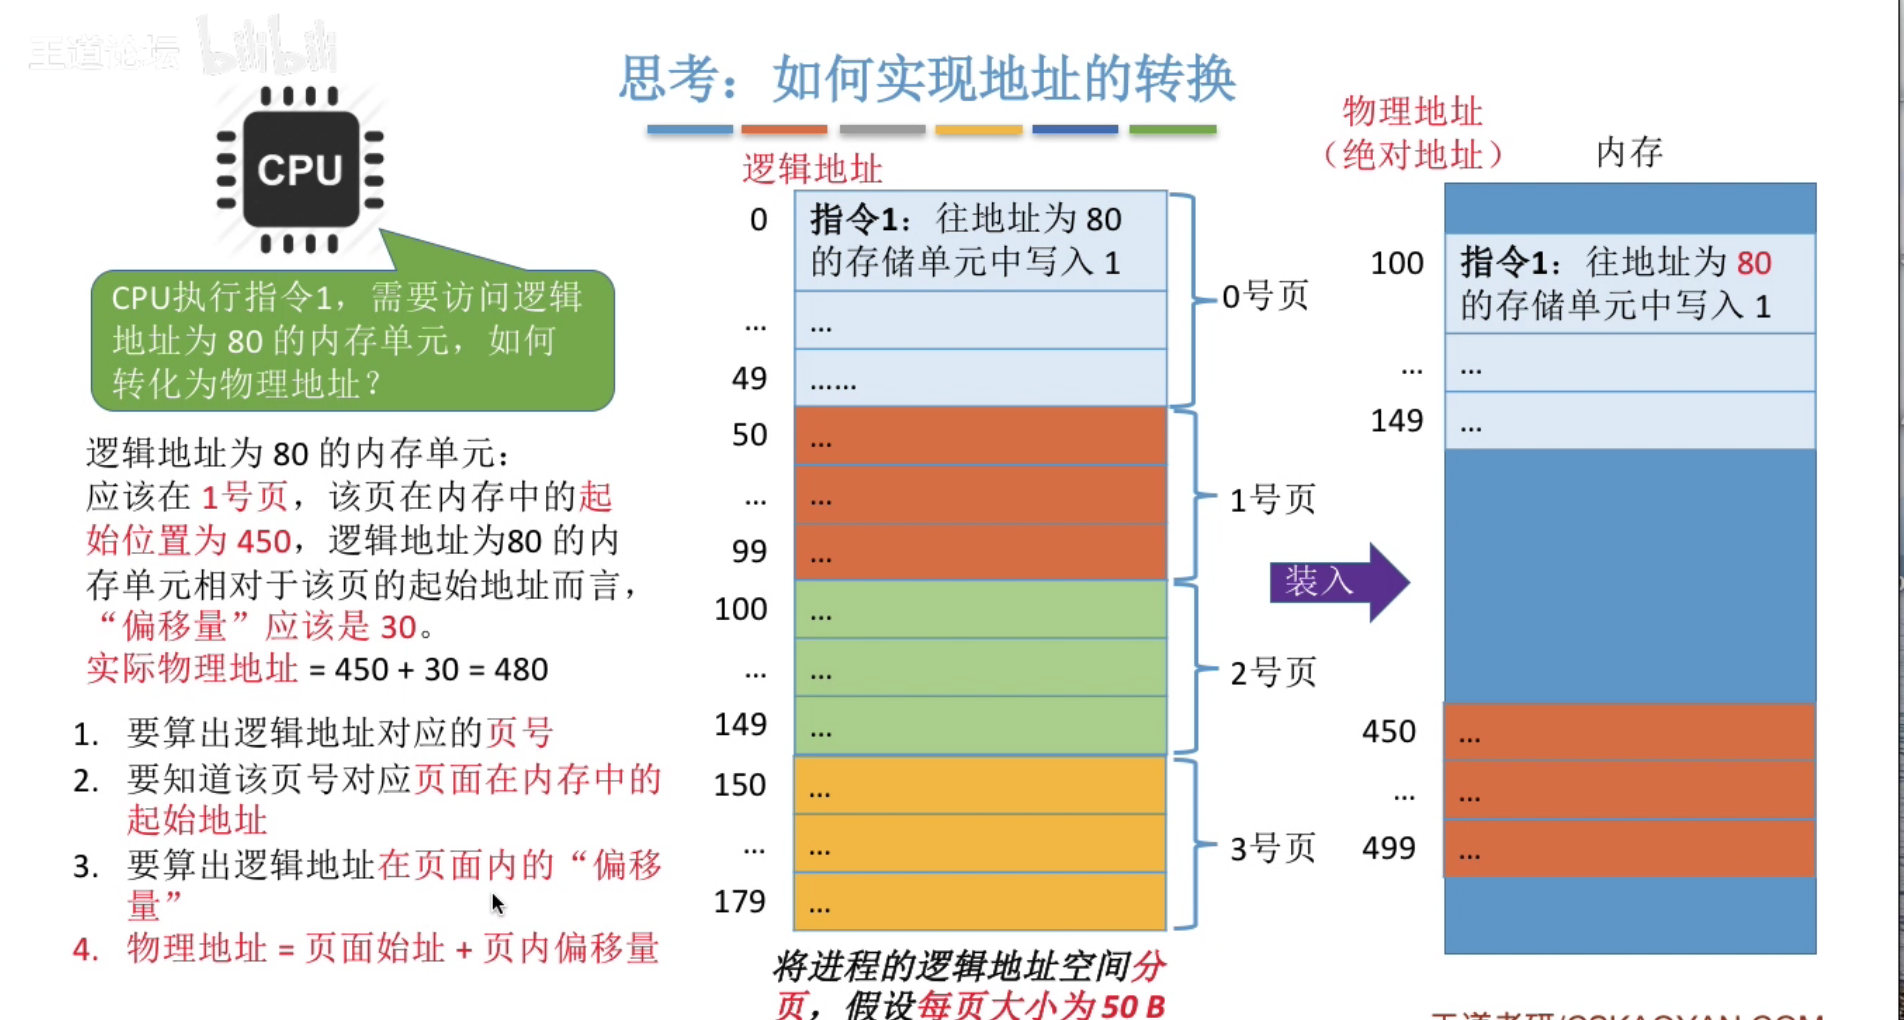 王道论坛 bilibili
思考：如何实现地址的转换
CPU
CPU执行指令1，需要访问逻辑
地址为 80 的内存单元，如何
转化为物理地址？
逻辑地址为 80 的内存单元：
应该在 1号页，该页在内存中的起
始位置为 450，逻辑地址为80 的内
存单元相对于该页的起始地址而言，
“偏移量”应该是 30。
实际物理地址 = 450 + 30 = 480
1. 要算出逻辑地址对应的页号
2. 要知道该页号对应页面在内存中的
起始地址
3. 要算出逻辑地址在页面内的“偏移
量”
4. 物理地址 = 页面始址 + 页内偏移量
逻辑地址
0 指令1：往地址为 80
的存储单元中写入 1
... ...
49 ......
0号页
50 ...
... ...
99 ...
1号页
100 ...
... ...
149 ...
2号页
150 ...
... ...
179 ...
3号页
将进程的逻辑地址空间分
页，假设每页大小为 50 B
装入
物理地址
（绝对地址）
内存
100 指令1：往地址为 80
的存储单元中写入 1
... ...
149 ...
450 ...
... ...
499 ...
王道考研/CSKAOYAN.COM